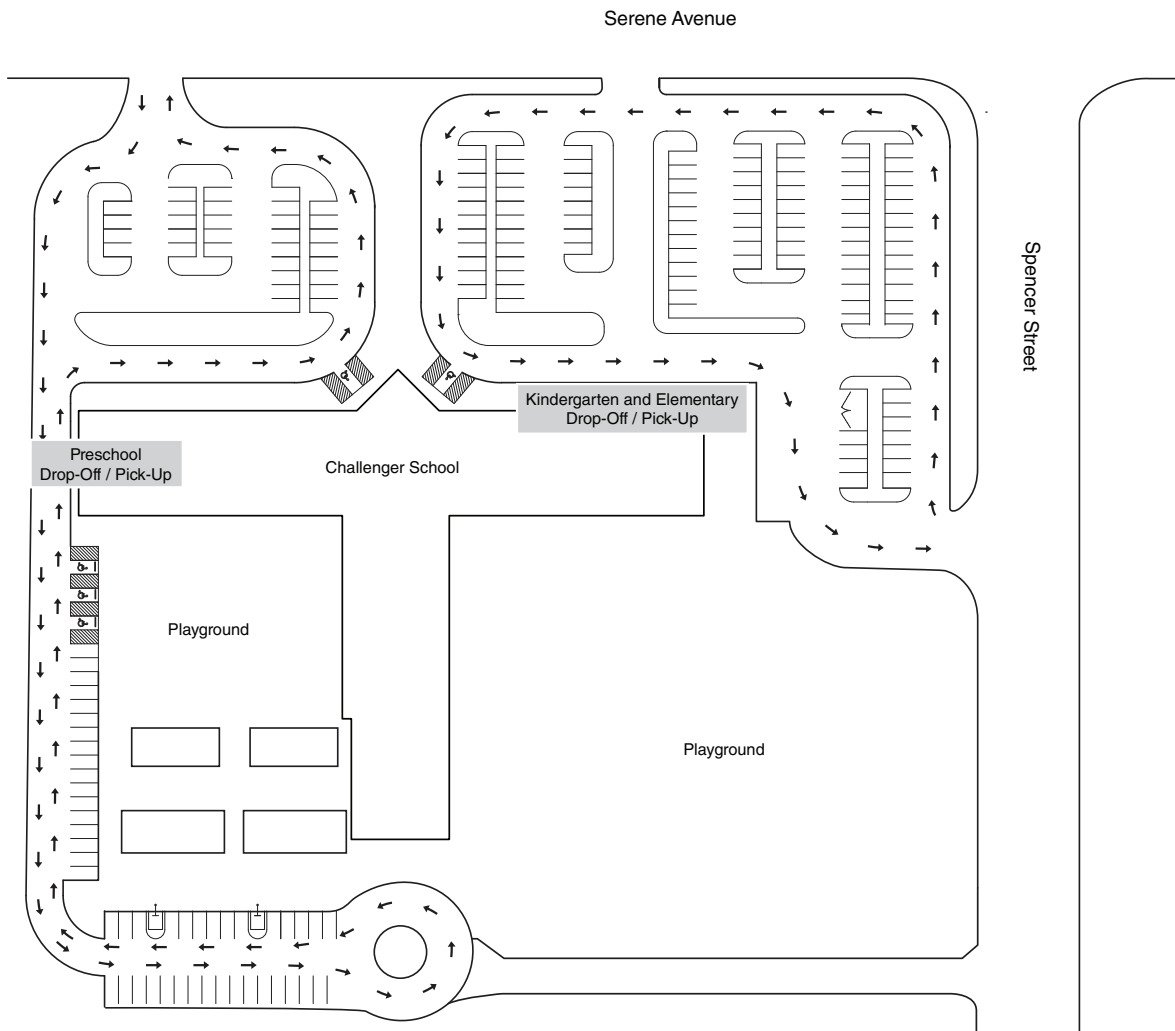 Serene Avenue
Spencer Street
Kindergarten and Elementary
Drop-Off / Pick-Up
Preschool
Drop-Off / Pick-Up
Challenger School
Playground
Playground